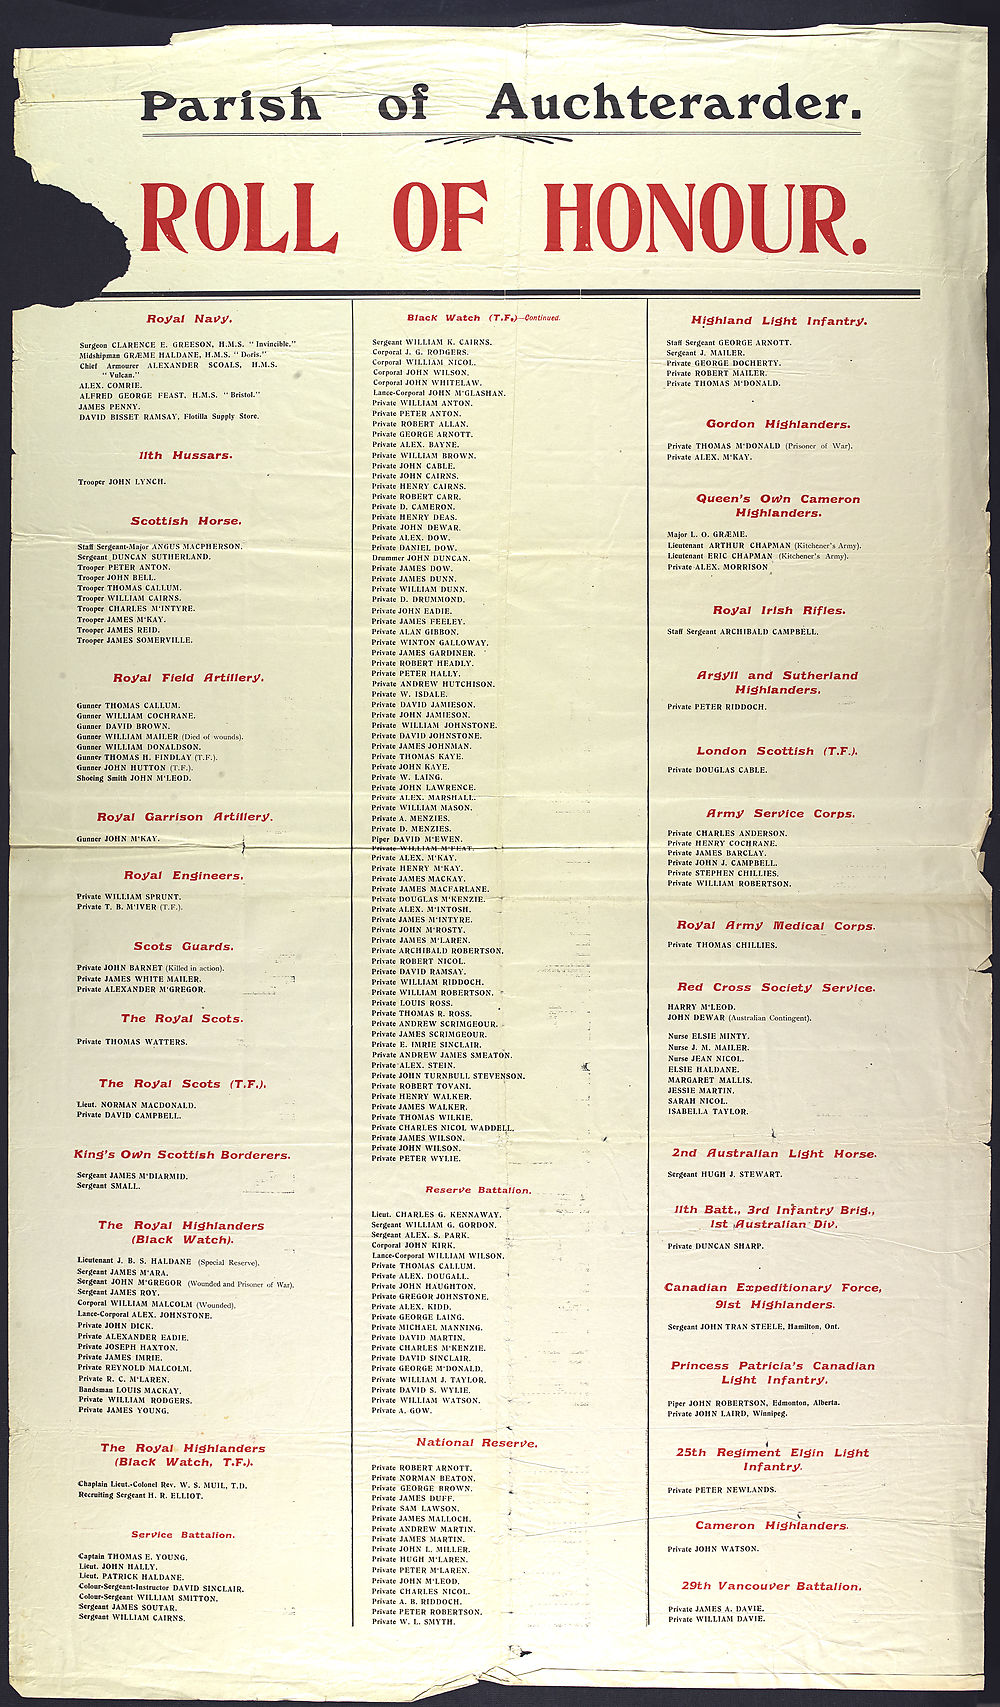 Parish of Auchterarder.
ROLL OF HONOUR.
Royal Navy.
Surgeon CLARENCE E. GREESON, H.M.S. "Invincible."
Midshipman GRÆME HALDANE, H.M.S. "Doris."
Chief Armourer ALEXANDER SCOALS, H.M.S.
"Vulcan."
ALEX. COMRIE.
ALFRED GEORGE FEAST, H.M.S. "Bristol."
JAMES PENNY.
DAVID BISSET RAMSAY, Flotilla Supply Store.
11th Hussars.
Trooper JOHN LYNCH.
Scottish Horse.
Staff Sergeant-Major ANGUS MACPHERSON.
Sergeant DUNCAN SUTHERLAND.
Trooper PETER ANTON.
Trooper JOHN BELL.
Trooper THOMAS CALLUM.
Trooper WILLIAM CAIRNS.
Trooper CHARLES M'INTYRE.
Trooper JAMES M'KAY.
Trooper JAMES REID.
Trooper JAMES SOMERVILLE.
Royal Field Artillery.
Gunner THOMAS CALLUM.
Gunner WILLIAM COCHRANE.
Gunner DAVID BROWN.
Gunner WILLIAM MAILER (Died of wounds).
Gunner WILLIAM DONALDSON.
Gunner THOMAS H. FINDLAY (T.F.).
Gunner JOHN HUTTON (T.F.).
Shoeing Smith JOHN M'LEOD.
Royal Garrison Artillery.
Gunner JOHN M'KAY.
Royal Engineers.
Private WILLIAM SPRUNT.
Private T. B. M'IVER (T.F.).
Scots Guards.
Private JOHN BARNET (Killed in action).
Private JAMES WHITE MAILER.
Private ALEXANDER M'GREGOR.
The Royal Scots.
Private THOMAS WATTERS.
The Royal Scots (T.F.).
Lieut. NORMAN MACDONALD.
Private DAVID CAMPBELL.
King's Own Scottish Borderers.
Sergeant JAMES M'DIARMID.
Sergeant SMALL.
The Royal Highlanders
(Black Watch).
Lieutenant J. B. S. HALDANE (Special Reserve).
Sergeant JAMES M'ARA.
Sergeant JOHN M'GREGOR (Wounded and Prisoner of War).
Sergeant JAMES ROY.
Corporal WILLIAM MALCOLM (Wounded).
Lance-Corporal ALEX. JOHNSTONE.
Private JOHN DICK.
Private ALEXANDER EADIE.
Private JOSEPH HAXTON.
Private JAMES IMRIE.
Private REYNOLD MALCOLM.
Private R. C. M'LAREN.
Bandsman LOUIS MACKAY.
Private WILLIAM RODGERS.
Private JAMES YOUNG.
The Royal Highlanders
(Black Watch, T.F.).
Chaplain Lieut.-Colonel Rev. W. S. MUIL, T.D.
Recruiting Sergeant H. R. ELLIOT.
Service Battalion.
Captain THOMAS E. YOUNG.
Lieut. JOHN HALLY.
Lieut. PATRICK HALDANE.
Colour-Sergeant-Instructor DAVID SINCLAIR.
Colour-Sergeant WILLIAM SMITTON.
Sergeant JAMES SOUTAR.
Sergeant WILLIAM CAIRNS.
Black Watch (T.F.)—Continued.
Sergeant WILLIAM K. CAIRNS.
Corporal J. G. RODGERS.
Corporal WILLIAM NICOL.
Corporal JOHN WILSON.
Corporal JOHN WHITELAW.
Lance-Corporal JOHN M'GLASHAN.
Private WILLIAM ANTON.
Private PETER ANTON.
Private ROBERT ALLAN.
Private GEORGE ARNOTT.
Private ALEX. BAYNE.
Private WILLIAM BROWN.
Private JOHN CABLE.
Private JOHN CAIRNS.
Private HENRY CAIRNS.
Private ROBERT CARR.
Private D. CAMERON.
Private HENRY DEAS.
Private JOHN DEWAR.
Private ALEX. DOW.
Private DANIEL DOW.
Drummer JOHN DUNCAN.
Private JAMES DOW.
Private JAMES DUNN.
Private WILLIAM DUNN.
Private D. DRUMMOND.
Private JOHN EADIE.
Private JAMES FEELEY.
Private ALAN GIBBON.
Private WINTON GALLOWAY.
Private JAMES GARDINER.
Private ROBERT HEADLY.
Private PETER HALLY.
Private ANDREW HUTCHISON.
Private W. ISDALE.
Private DAVID JAMIESON.
Private JOHN JAMIESON.
Private WILLIAM JOHNSTONE.
Private DAVID JOHNSTONE.
Private JAMES JOHNMAN.
Private THOMAS KAYE.
Private JOHN KAYE.
Private W. LAING.
Private JOHN LAWRENCE.
Private ALEX. MARSHALL.
Private WILLIAM MASON.
Private A. MENZIES.
Private D. MENZIES.
Piper DAVID M'EWEN.
Private WILLIAM M'FEAT.
Private ALEX. M'KAY.
Private HENRY M'KAY.
Private JAMES MACKAY.
Private JAMES MACFARLANE.
Private DOUGLAS M'KENZIE.
Private ALEX. M'INTOSH.
Private JAMES M'INTYRE.
Private JOHN M'ROSTY.
Private JAMES M'LAREN.
Private ARCHIBALD ROBERTSON.
Private ROBERT NICOL.
Private DAVID RAMSAY.
Private WILLIAM RIDDOCH.
Private WILLIAM ROBERTSON.
Private LOUIS ROSS.
Private THOMAS R. ROSS.
Private ANDREW SCRIMGEOUR.
Private JAMES SCRIMGEOUR.
Private E. IMRIE SINCLAIR.
Private ANDREW JAMES SMEATON.
Private ALEX. STEIN.
Private JOHN TURNBULL STEVENSON.
Private ROBERT TOVANI.
Private HENRY WALKER.
Private JAMES WALKER.
Private THOMAS WILKIE.
Private CHARLES NICOL WADDELL.
Private JAMES WILSON.
Private JOHN WILSON.
Private PETER WYLIE.
Reserve Battalion.
Lieut. CHARLES G. KENNAWAY.
Sergeant WILLIAM G. GORDON.
Sergeant ALEX. S. PARK.
Corporal JOHN KIRK.
Lance-Corporal WILLIAM WILSON.
Private THOMAS CALLUM.
Private ALEX. DOUGALL.
Private JOHN HAUGHTON.
Private GREGOR JOHNSTONE.
Private ALEX. KIDD.
Private GEORGE LAING.
Private MICHAEL MANNING.
Private DAVID MARTIN.
Private CHARLES M'KENZIE.
Private DAVID SINCLAIR.
Private GEORGE M'DONALD.
Private WILLIAM J. TAYLOR.
Private DAVID S. WYLIE.
Private WILLIAM WATSON.
Private A. GOW.
National Reserve.
Private ROBERT ARNOTT.
Private NORMAN BEATON.
Private GEORGE BROWN.
Private JAMES DUFF.
Private SAM LAWSON.
Private JAMES MALLOCH.
Private ANDREW MARTIN.
Private JAMES MARTIN.
Private JOHN L. MILLER.
Private HUGH M'LAREN.
Private PETER M'LAREN.
Private JOHN M'LEOD.
Private CHARLES NICOL.
Private A. B. RIDDOCH.
Private PETER ROBERTSON.
Private W. L. SMYTH.
Highland Light Infantry.
Staff Sergeant GEORGE ARNOTT.
Sergeant J. MAILER.
Private GEORGE DOCHERTY.
Private ROBERT MAILER.
Private THOMAS M'DONALD.
Gordon Highlanders.
Private THOMAS M'DONALD (Prisoner of War).
Private ALEX. M'KAY.
Queen's Own Cameron
Highlanders.
Major L. O. GRÆME.
Lieutenant ARTHUR CHAPMAN (Kitchener's Army).
Lieutenant ERIC CHAPMAN (Kitchener's Army).
Private ALEX. MORRISON
Royal Irish Rifles.
Staff Sergeant ARCHIBALD CAMPBELL.
Argyll and Sutherland
Highlanders.
Private PETER RIDDOCH.
London Scottish (T.F.).
Private DOUGLAS CABLE.
Army Service Corps.
Private CHARLES ANDERSON.
Private HENRY COCHRANE.
Private JAMES BARCLAY.
Private JOHN J. CAMPBELL.
Private STEPHEN CHILLIES.
Private WILLIAM ROBERTSON.
Royal Army Medical Corps.
Private THOMAS CHILLIES.
Red Cross Society Service.
HARRY M'LEOD.
JOHN DEWAR (Australian Contingent).
Nurse ELSIE MINTY.
Nurse J. M. MAILER.
Nurse JEAN NICOL.
ELSIE HALDANE.
MARGARET MALLIS.
JESSIE MARTIN.
SARAH NICOL.
ISABELLA TAYLOR.
2nd Australian Light Horse.
Sergeant HUGH J. STEWART.
11th Batt., 3rd Infantry Brig.,
1st Australian Div.
Private DUNCAN SHARP.
Canadian Expeditionary Force,
91st Highlanders.
Sergeant JOHN TRAN STEELE, Hamilton, Ont.
Princess Patricia's Canadian
Light Infantry.
Piper JOHN ROBERTSON, Edmonton, Alberta.
Private JOHN LAIRD, Winnipeg.
25th Regiment Elgin Light
Infantry.
Private PETER NEWLANDS.
Cameron Highlanders.
Private JOHN WATSON.
29th Vancouver Battalion.
Private JAMES A. DAVIE.
Private WILLIAM DAVIE.